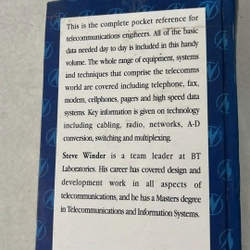 This is the complete pocket reference for
telecommunications engineers. All of the basic
data needed day to day is included in this handy
volume. The whole range of equipment, systems
and techniques that comprise the telecomms
world are covered including telephone, fax,
modem, cellphones, pagers and high speed data
systems. Key information is given on technology
including cabling, radio, networks, A-D
conversion, switching and multiplexing.
Steve Winder is a team leader at BT
Laboratories. His career has covered design and
development work in all aspects of
telecommunications, and he has a Masters degree
in Telecommunications and Information Systems.